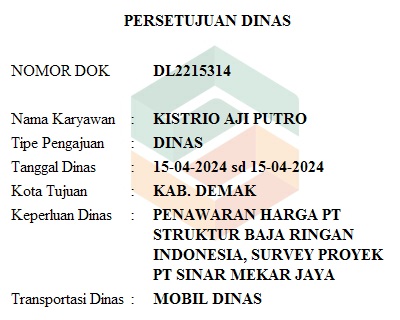 PERSETUJUAN DINAS
NOMOR DOK DL2215314
Nama Karyawan : KISTRIO AJI PUTRO
Tipe Pengajuan : DINAS
Tanggal Dinas : 15-04-2024 sd 15-04-2024
Kota Tujuan : KAB. DEMAK
Keperluan Dinas : PENAWARAN HARGA PT
STRUKTUR BAJA RINGAN
INDONESIA, SURVEY PROYEK
PT SINAR MEKAR JAYA
Transportasi Dinas : MOBIL DINAS